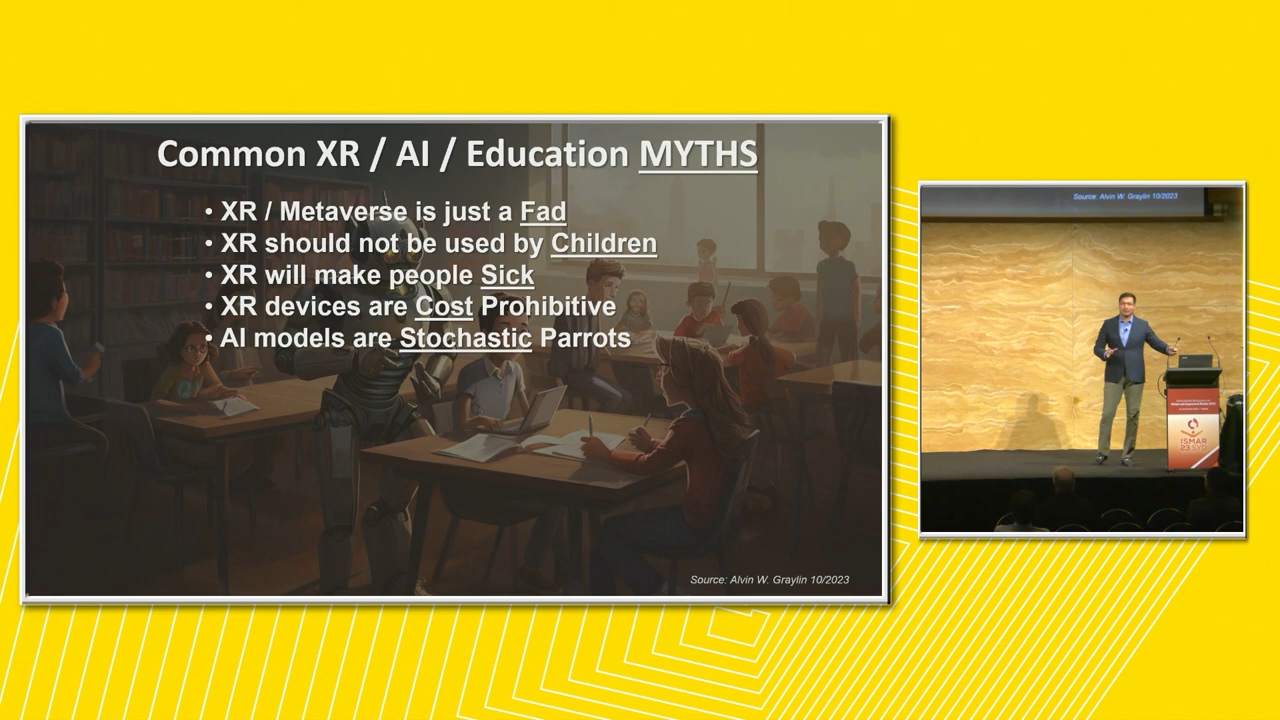 Common XR / AI / Education MYTHS
• XR / Metaverse is just a Fad
• XR should not be used by Children
• XR will make people Sick
• XR devices are Cost Prohibitive
• AI models are Stochastic Parrots
Source: Alvin W. Graylin 10/2023
Source: Alvin W. Graylin 10/2023
ISMAR
23 SYD